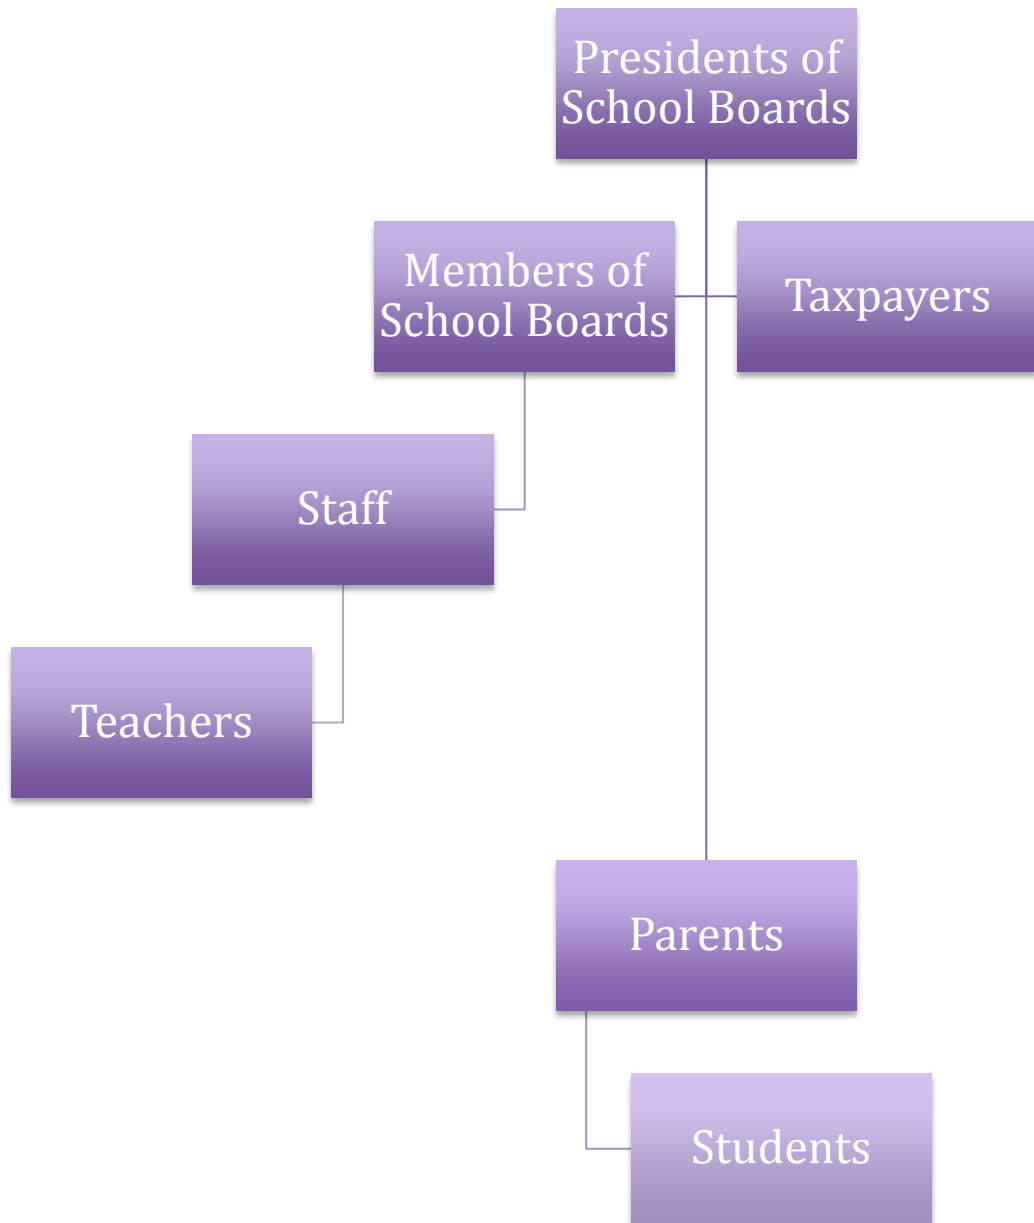 Presidents of
School Boards
Members of
School Boards
Taxpayers
Staff
Teachers
Parents
Students